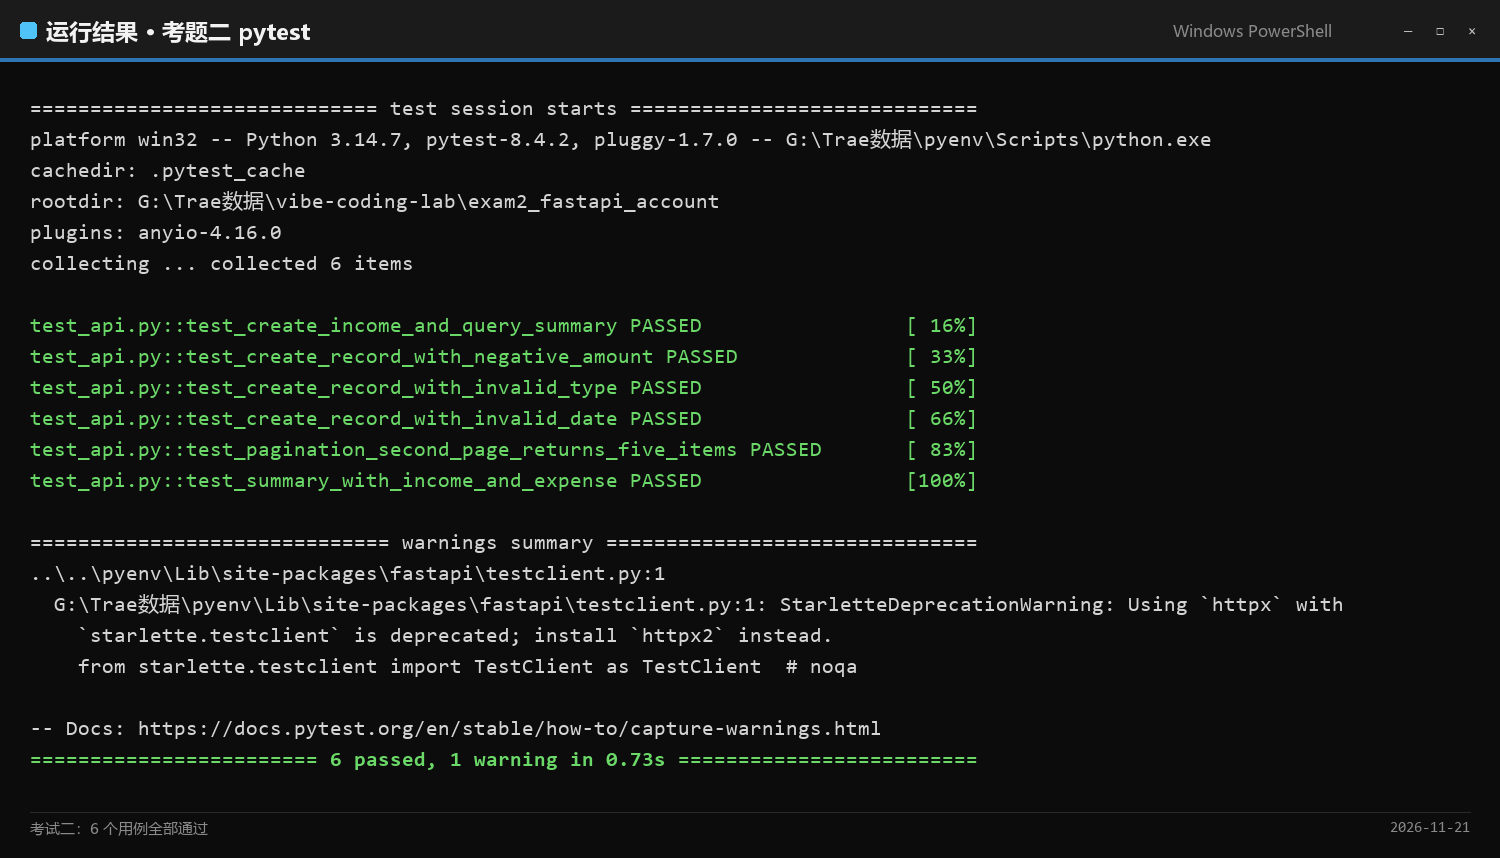 运行结果 • 考题二 pytest
Windows PowerShell
============================= test session starts =============================
platform win32 -- Python 3.14.7, pytest-8.4.2, pluggy-1.7.0 -- G:\Trae数据\pyenv\Scripts\python.exe
cachedir: .pytest_cache
rootdir: G:\Trae数据\vibe-coding-lab\exam2_fastapi_account
plugins: anyio-4.16.0
collecting ... collected 6 items
test_api.py::test_create_income_and_query_summary PASSED                 [ 16%]
test_api.py::test_create_record_with_negative_amount PASSED              [ 33%]
test_api.py::test_create_record_with_invalid_type PASSED                 [ 50%]
test_api.py::test_create_record_with_invalid_date PASSED                 [ 66%]
test_api.py::test_pagination_second_page_returns_five_items PASSED       [ 83%]
test_api.py::test_summary_with_income_and_expense PASSED                 [100%]
============================== warnings summary ===============================
..\..\pyenv\Lib\site-packages\fastapi\testclient.py:1
  G:\Trae数据\pyenv\Lib\site-packages\fastapi\testclient.py:1: StarletteDeprecationWarning: Using `httpx` with
    `starlette.testclient` is deprecated; install `httpx2` instead.
    from starlette.testclient import TestClient as TestClient  # noqa
-- Docs: https://docs.pytest.org/en/stable/how-to/capture-warnings.html
======================== 6 passed, 1 warning in 0.73s =========================
考试二：6 个用例全部通过
2026-11-21